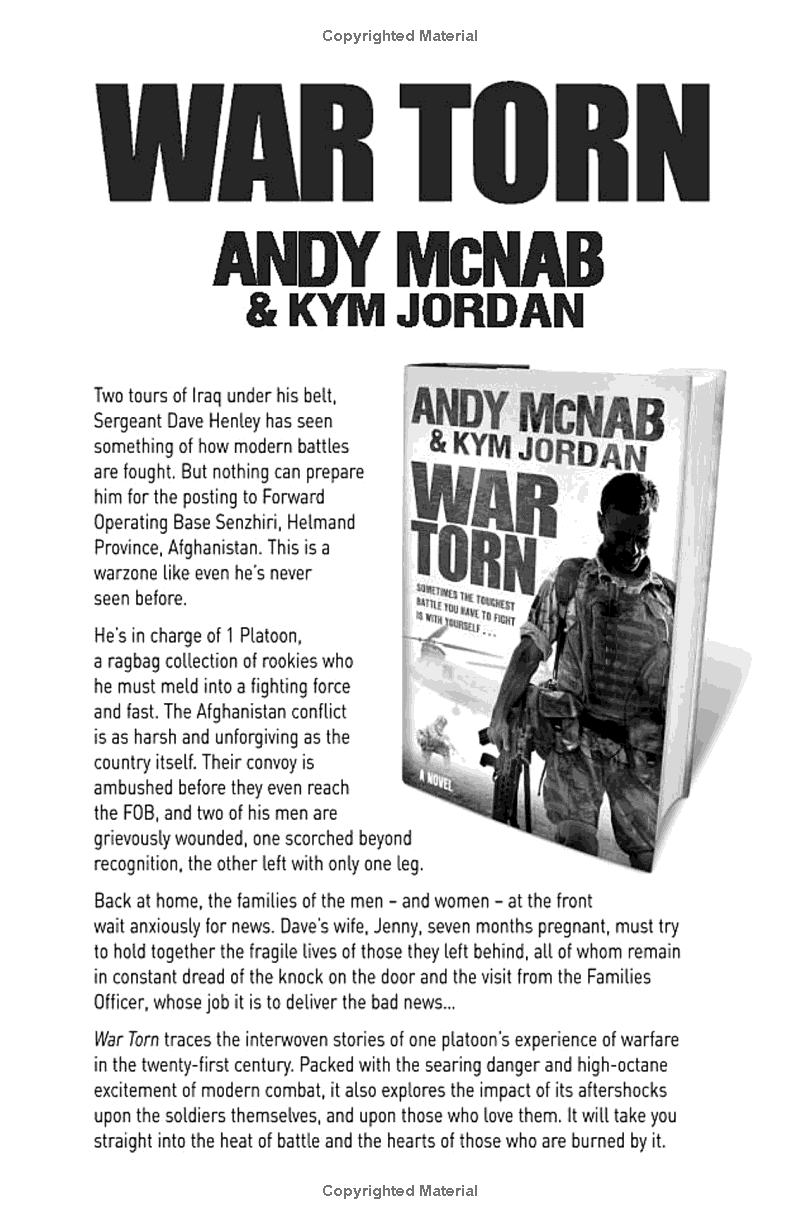 Copyrighted Material
WAR TORN
ANDY McNAB
& KYM JORDAN
Two tours of Iraq under his belt,
Sergeant Dave Henley has seen
something of how modern battles
are fought. But nothing can prepare
him for the posting to Forward
Operating Base Senzhiri, Helmand
Province, Afghanistan. This is a
warzone like even he's never
seen before.
He's in charge of 1 Platoon,
a ragbag collection of rookies who
he must meld into a fighting force
and fast. The Afghanistan conflict
is as harsh and unforgiving as the
country itself. Their convoy is
ambushed before they even reach
the FOB, and two of his men are
grievously wounded, one scorched beyond
recognition, the other left with only one leg.
ANDY McNAB
& KYM JORDAN
WAR
TORN
SOMETIMES THE TOUGHEST
BATTLE YOU HAVE TO FIGHT
IS WITH YOURSELF . . .
A NOVEL
Back at home, the families of the men – and women – at the front
wait anxiously for news. Dave's wife, Jenny, seven months pregnant, must try
to hold together the fragile lives of those they left behind, all of whom remain
in constant dread of the knock on the door and the visit from the Families
Officer, whose job it is to deliver the bad news...
War Torn traces the interwoven stories of one platoon's experience of warfare
in the twenty-first century. Packed with the searing danger and high-octane
excitement of modern combat, it also explores the impact of its aftershocks
upon the soldiers themselves, and upon those who love them. It will take you
straight into the heat of battle and the hearts of those who are burned by it.
Copyrighted Material